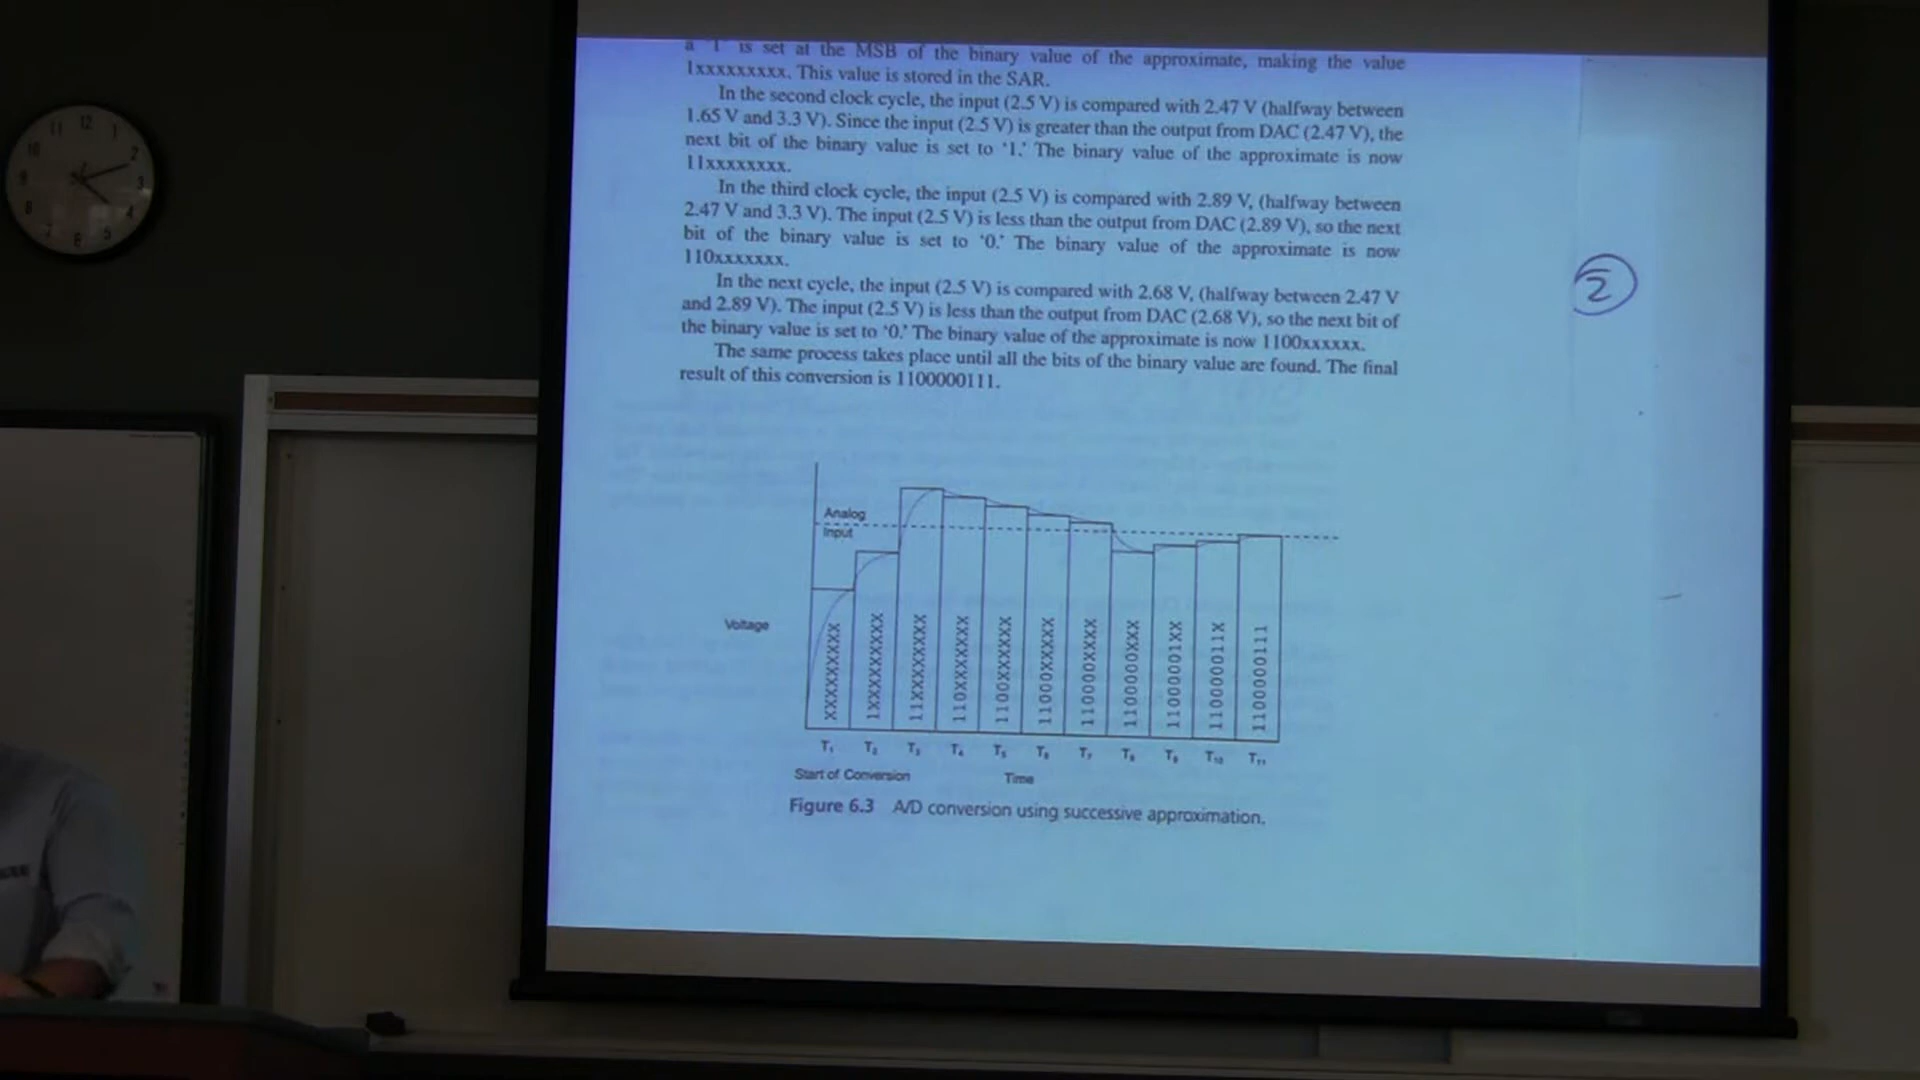 a '1' is set at the MSB of the binary value of the approximate, making the value
1xxxxxxxxx. This value is stored in the SAR.
In the second clock cycle, the input (2.5 V) is compared with 2.47 V (halfway between
1.65 V and 3.3 V). Since the input (2.5 V) is greater than the output from DAC (2.47 V), the
next bit of the binary value is set to '1.' The binary value of the approximate is now
11xxxxxxxx.
In the third clock cycle, the input (2.5 V) is compared with 2.89 V, (halfway between
2.47 V and 3.3 V). The input (2.5 V) is less than the output from DAC (2.89 V), so the next
bit of the binary value is set to '0.' The binary value of the approximate is now
110xxxxxxx.
In the next cycle, the input (2.5 V) is compared with 2.68 V, (halfway between 2.47 V
and 2.89 V). The input (2.5 V) is less than the output from DAC (2.68 V), so the next bit of
the binary value is set to '0.' The binary value of the approximate is now 1100xxxxxx.
The same process takes place until all the bits of the binary value are found. The final
result of this conversion is 1100000111.
2
Analog
Input
Voltage
XXXXXXXXXX
1XXXXXXXXX
11XXXXXXXX
110XXXXXXX
1100XXXXXX
11000XXXXX
110000XXXX
1100000XXX
11000001XX
110000011X
1100000111
T₁ T₂ T₃ T₄ T₅ T₆ T₇ T₈ T₉ T₁₀ T₁₁
Start of Conversion Time
Figure 6.3 A/D conversion using successive approximation.
12
1
2
3
4
5
6
7
8
9
10
11